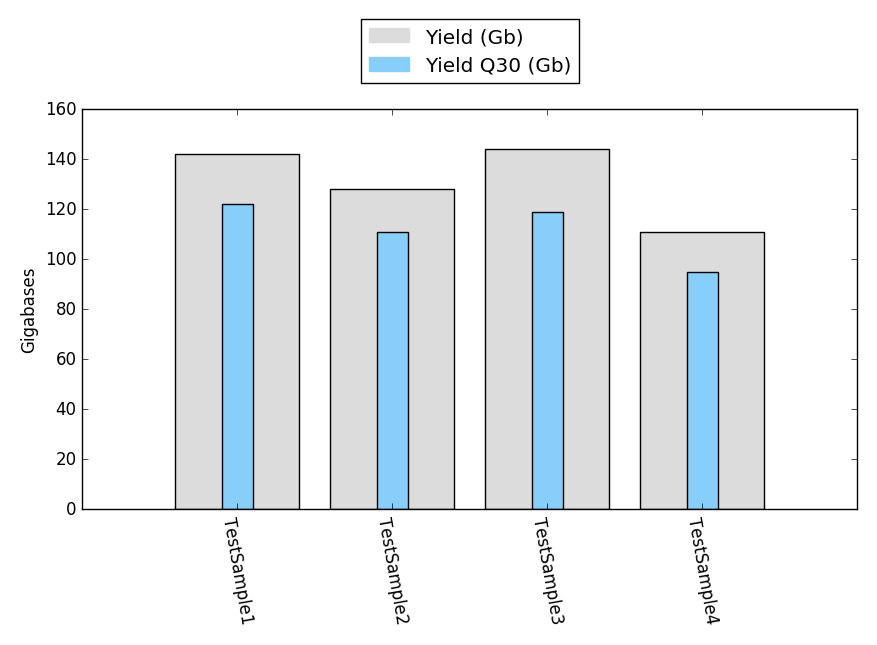 Yield (Gb)
Yield Q30 (Gb)
160
140
120
100
80
60
40
20
0
Gigabases
TestSample1
TestSample2
TestSample3
TestSample4